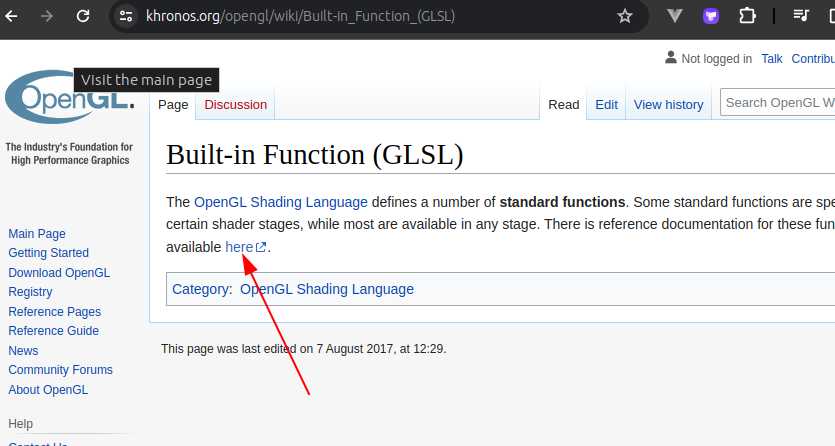 khronos.org/opengl/wiki/Built-in_Function_(GLSL)
Not logged in Talk
Visit the main page
OpenGL.
Page Discussion Read Edit View history Search OpenGL
The Industry's Foundation for
High Performance Graphics
Built-in Function (GLSL)
The OpenGL Shading Language defines a number of standard functions. Some standard functions are
certain shader stages, while most are available in any stage. There is reference documentation for these
available here.
Main Page
Getting Started
Download OpenGL
Registry
Reference Pages
Reference Guide
News
Community Forums
About OpenGL
Category: OpenGL Shading Language
This page was last edited on 7 August 2017, at 12:29.
Help